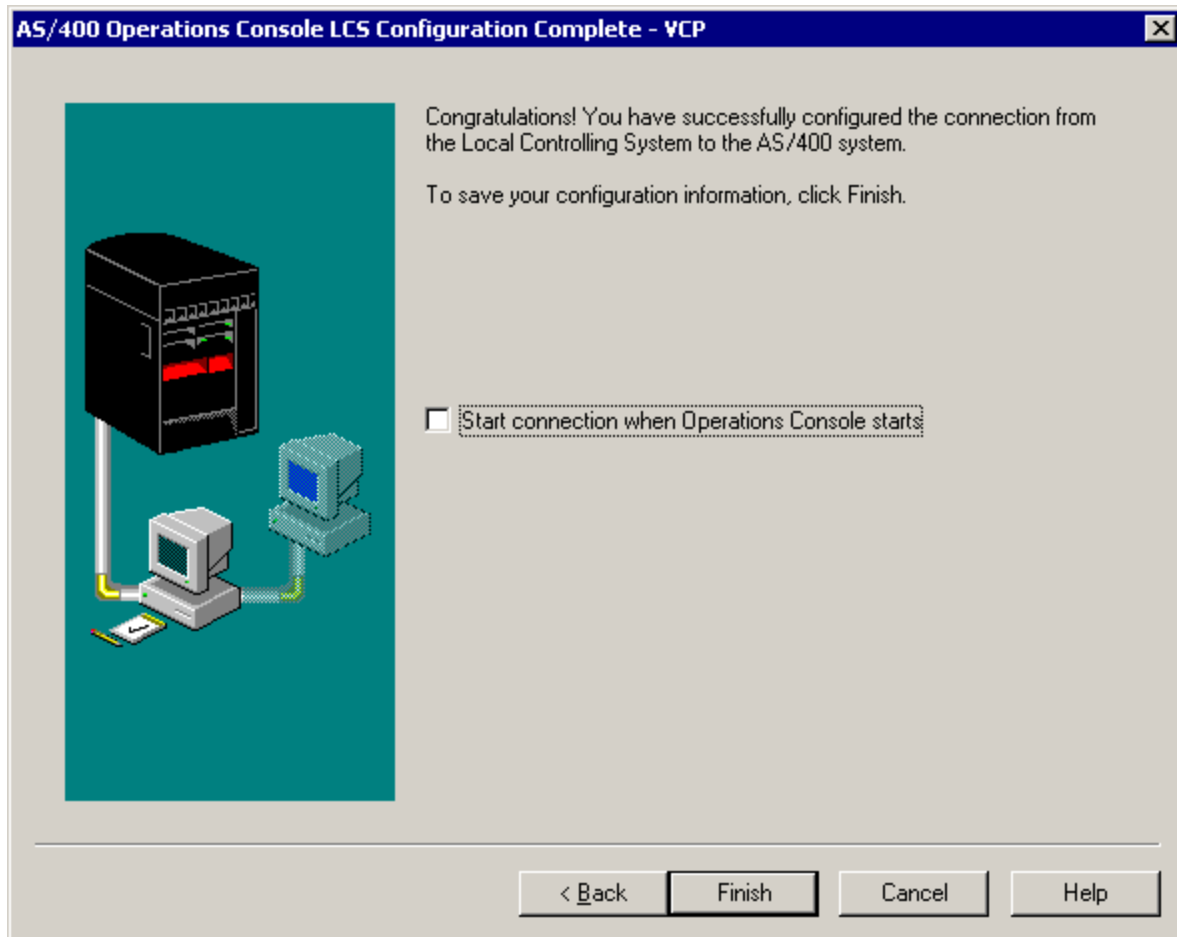 AS/400 Operations Console LCS Configuration Complete - VCP
Congratulations! You have successfully configured the connection from
the Local Controlling System to the AS/400 system.
To save your configuration information, click Finish.
Start connection when Operations Console starts
< Back
Finish
Cancel
Help